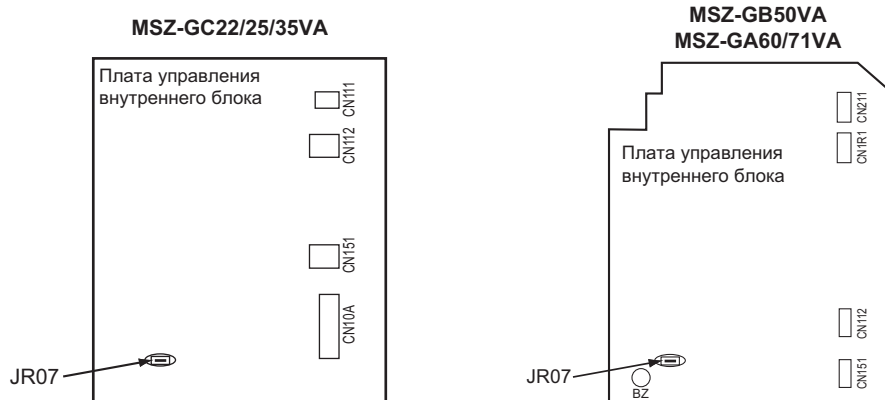 MSZ-GC22/25/35VA
Плата управления
внутреннего блока
CN111
CN112
CN151
CN10A
JR07
MSZ-GB50VA
MSZ-GA60/71VA
Плата управления
внутреннего блока
CN211
CN1R1
CN112
CN151
JR07
BZ